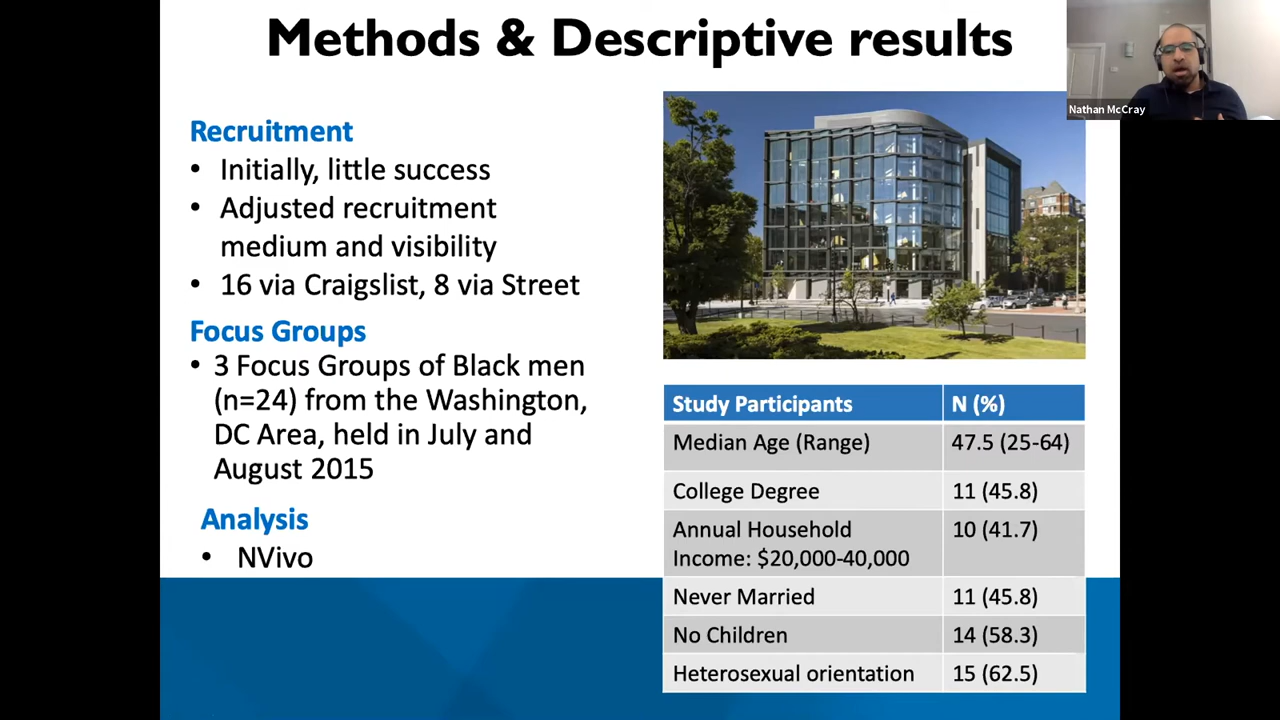 Methods & Descriptive results
Nathan McCray
Recruitment
• Initially, little success
• Adjusted recruitment
medium and visibility
• 16 via Craigslist, 8 via Street
Focus Groups
• 3 Focus Groups of Black men
(n=24) from the Washington,
DC Area, held in July and
August 2015
Analysis
• NVivo
Study Participants N (%)
Median Age (Range) 47.5 (25-64)
College Degree 11 (45.8)
Annual Household 10 (41.7)
Income: $20,000-40,000
Never Married 11 (45.8)
No Children 14 (58.3)
Heterosexual orientation 15 (62.5)